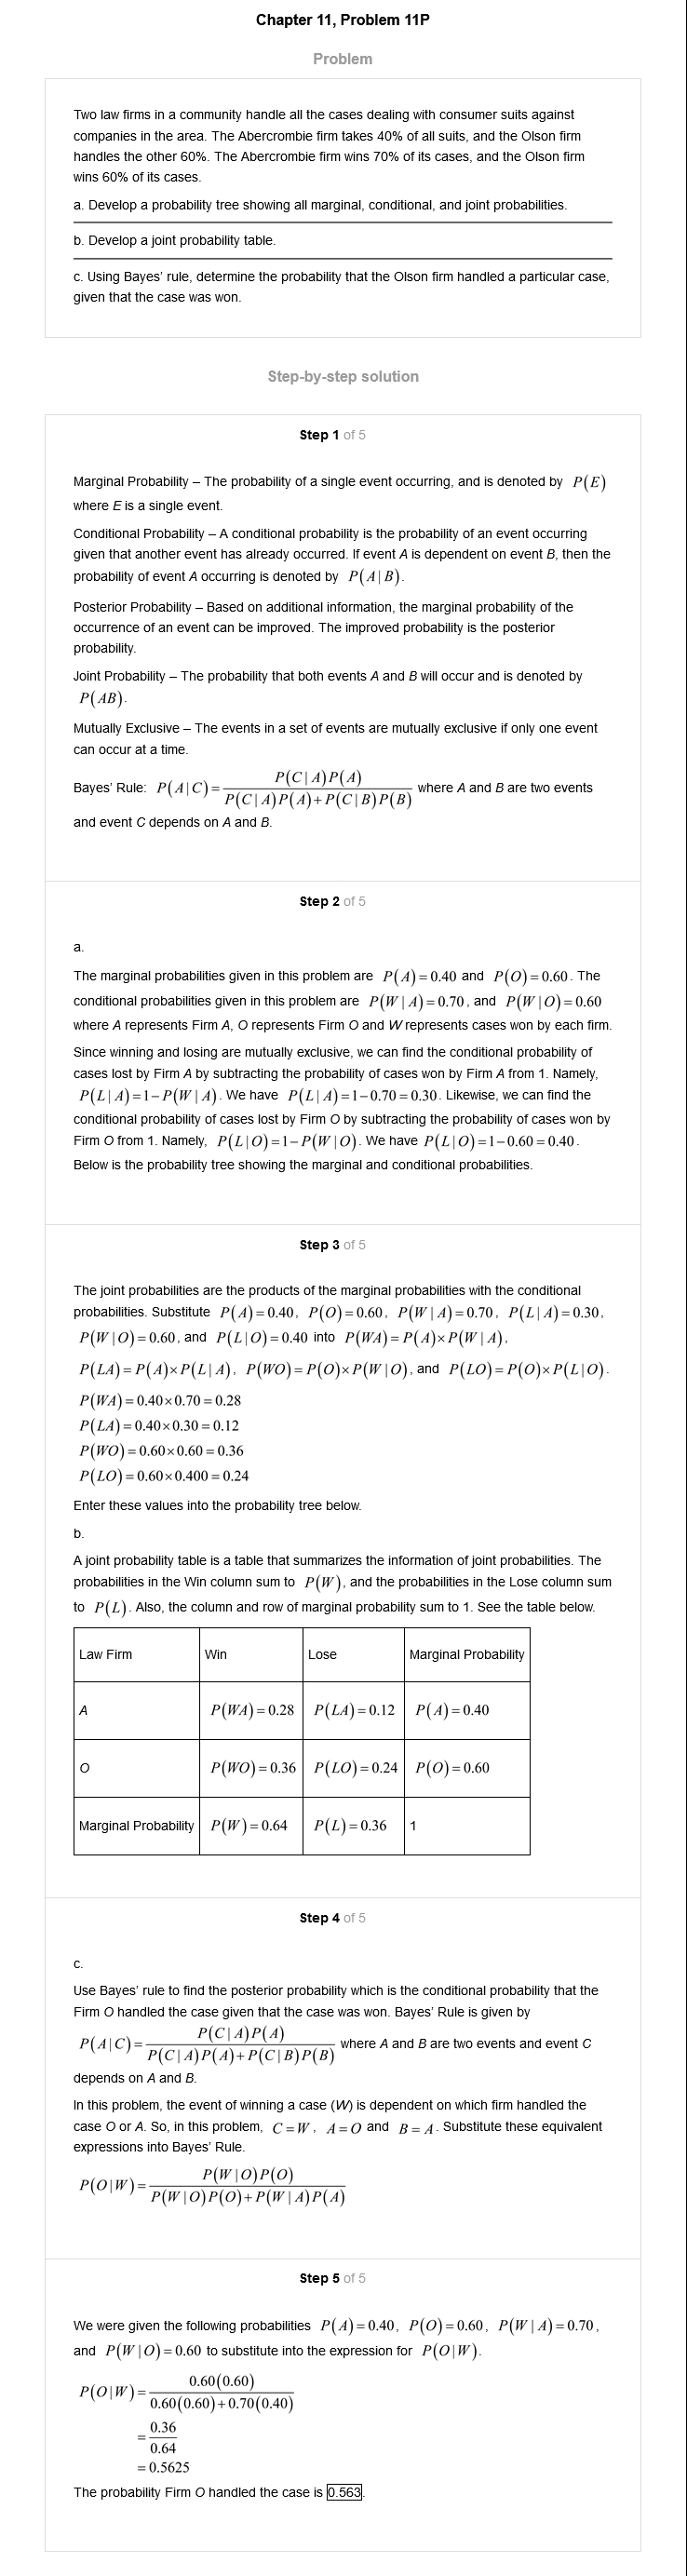 Chapter 11, Problem 11P
Problem
Two law firms in a community handle all the cases dealing with consumer suits against
companies in the area. The Abercrombie firm takes 40% of all suits, and the Olson firm
handles the other 60%. The Abercrombie firm wins 70% of its cases, and the Olson firm
wins 60% of its cases.
a. Develop a probability tree showing all marginal, conditional, and joint probabilities.
b. Develop a joint probability table.
c. Using Bayes' rule, determine the probability that the Olson firm handled a particular case,
given that the case was won.
Step-by-step solution
Step 1 of 5
Marginal Probability – The probability of a single event occurring, and is denoted by P(E)
where E is a single event.
Conditional Probability – A conditional probability is the probability of an event occurring
given that another event has already occurred. If event A is dependent on event B, then the
probability of event A occurring is denoted by P(A|B).
Posterior Probability – Based on additional information, the marginal probability of the
occurrence of an event can be improved. The improved probability is the posterior
probability.
Joint Probability – The probability that both events A and B will occur and is denoted by
P(AB).
Mutually Exclusive – The events in a set of events are mutually exclusive if only one event
can occur at a time.
Bayes' Rule: P(A|C)= P(C|A)P(A) / P(C|A)P(A)+P(C|B)P(B) where A and B are two events
and event C depends on A and B.
Step 2 of 5
a.
The marginal probabilities given in this problem are P(A)=0.40 and P(O)=0.60. The
conditional probabilities given in this problem are P(W|A)=0.70, and P(W|O)=0.60
where A represents Firm A, O represents Firm O and W represents cases won by each firm.
Since winning and losing are mutually exclusive, we can find the conditional probability of
cases lost by Firm A by subtracting the probability of cases won by Firm A from 1. Namely,
P(L|A)=1−P(W|A). We have P(L|A)=1−0.70=0.30. Likewise, we can find the
conditional probability of cases lost by Firm O by subtracting the probability of cases won by
Firm O from 1. Namely, P(L|O)=1−P(W|O). We have P(L|O)=1−0.60=0.40.
Below is the probability tree showing the marginal and conditional probabilities.
Step 3 of 5
The joint probabilities are the products of the marginal probabilities with the conditional
probabilities. Substitute P(A)=0.40, P(O)=0.60, P(W|A)=0.70, P(L|A)=0.30,
P(W|O)=0.60, and P(L|O)=0.40 into P(WA)=P(A)×P(W|A),
P(LA)=P(A)×P(L|A), P(WO)=P(O)×P(W|O), and P(LO)=P(O)×P(L|O).
P(WA)=0.40×0.70=0.28
P(LA)=0.40×0.30=0.12
P(WO)=0.60×0.60=0.36
P(LO)=0.60×0.400=0.24
Enter these values into the probability tree below.
b.
A joint probability table is a table that summarizes the information of joint probabilities. The
probabilities in the Win column sum to P(W), and the probabilities in the Lose column sum
to P(L). Also, the column and row of marginal probability sum to 1. See the table below.
Law Firm Win Lose Marginal Probability
A P(WA)=0.28 P(LA)=0.12 P(A)=0.40
O P(WO)=0.36 P(LO)=0.24 P(O)=0.60
Marginal Probability P(W)=0.64 P(L)=0.36 1
Step 4 of 5
c.
Use Bayes' rule to find the posterior probability which is the conditional probability that the
Firm O handled the case given that the case was won. Bayes' Rule is given by
P(A|C)= P(C|A)P(A) / P(C|A)P(A)+P(C|B)P(B) where A and B are two events and event C
depends on A and B.
In this problem, the event of winning a case (W) is dependent on which firm handled the
case O or A. So, in this problem, C=W, A=O and B=A. Substitute these equivalent
expressions into Bayes' Rule.
P(O|W)= P(W|O)P(O) / P(W|O)P(O)+P(W|A)P(A)
Step 5 of 5
We were given the following probabilities P(A)=0.40, P(O)=0.60, P(W|A)=0.70,
and P(W|O)=0.60 to substitute into the expression for P(O|W).
P(O|W)= 0.60(0.60) / 0.60(0.60)+0.70(0.40)
= 0.36 / 0.64
=0.5625
The probability Firm O handled the case is 0.563.